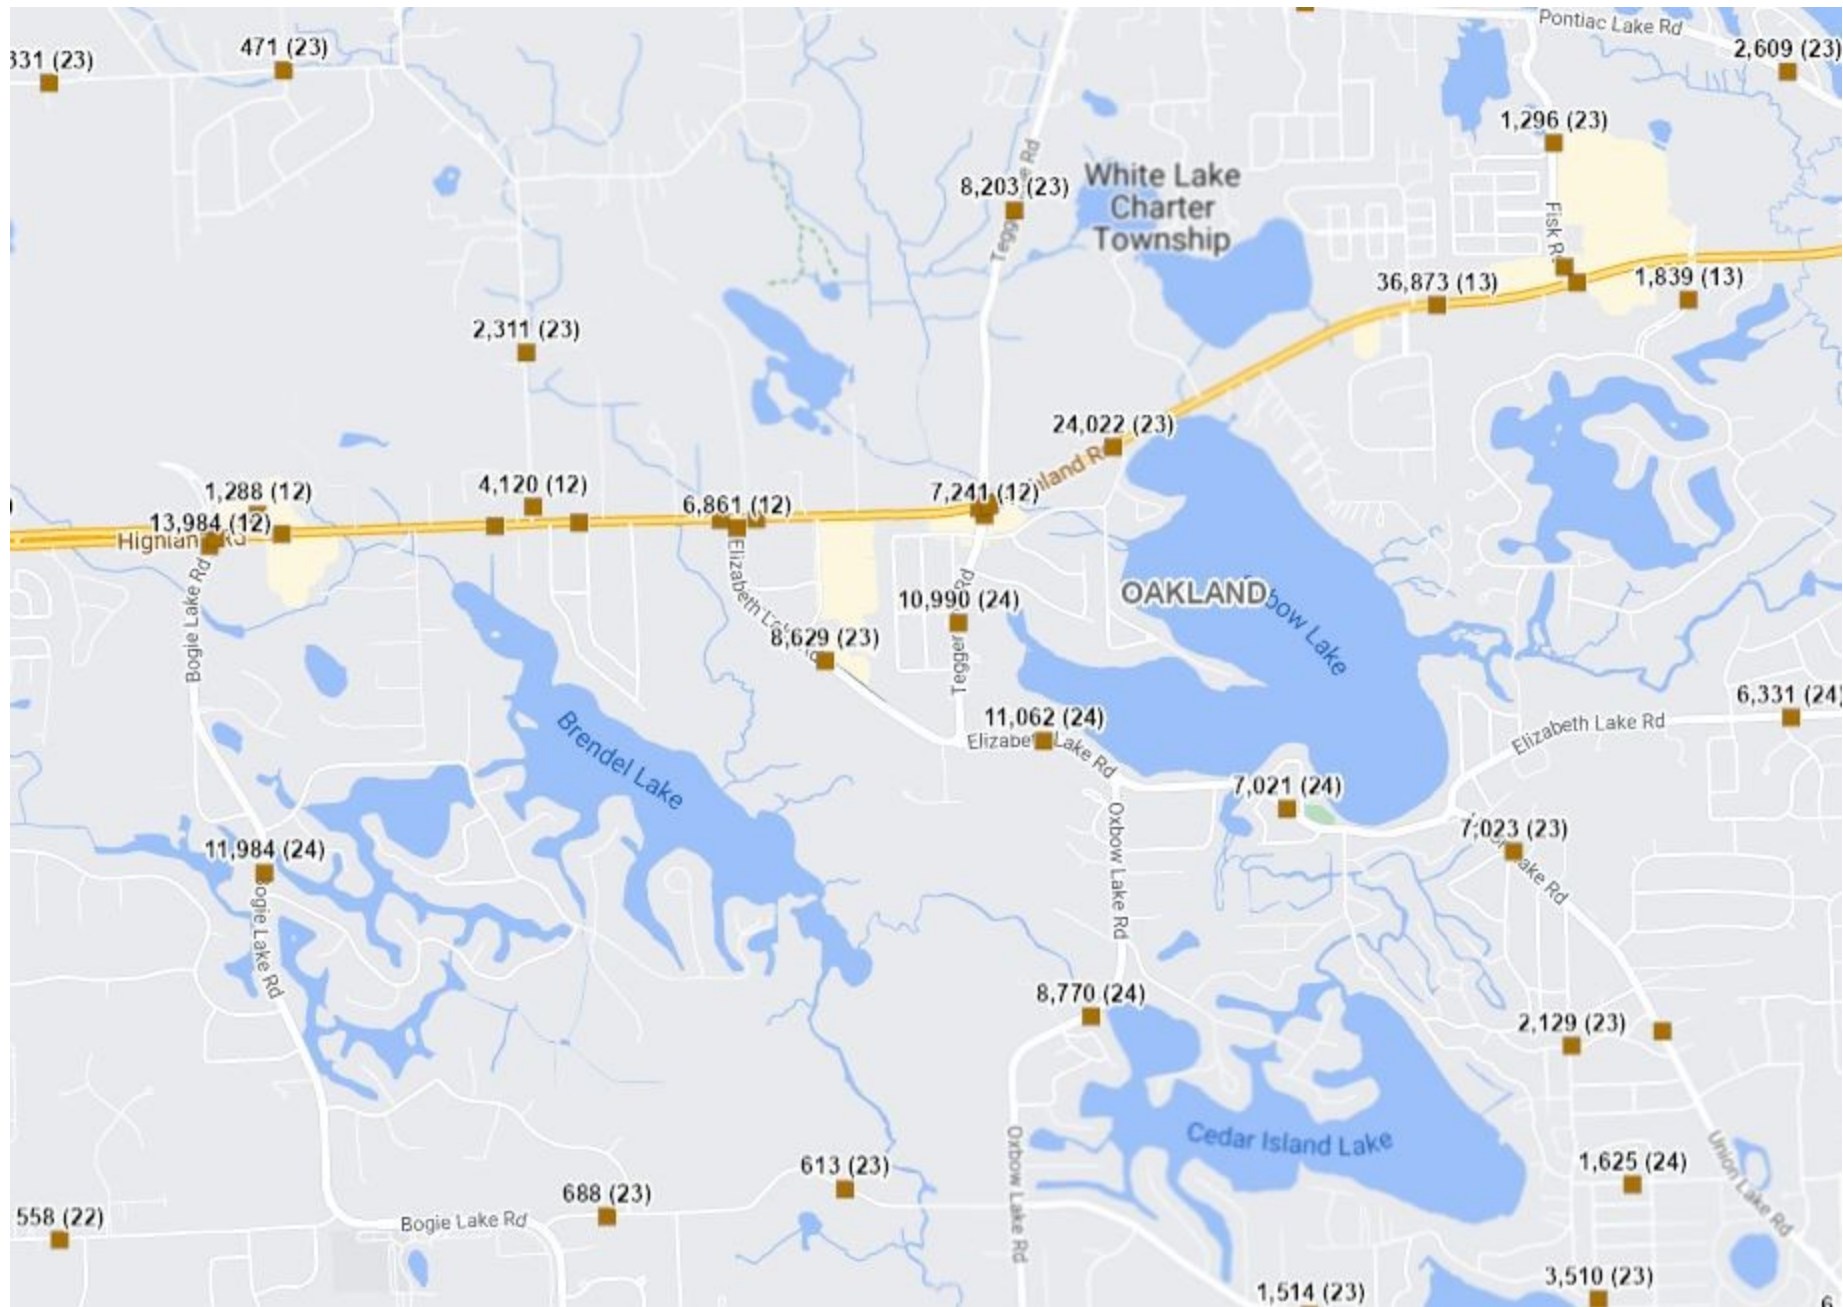 Pontiac Lake Rd
331 (23)
471 (23)
2,609 (23)
1,296 (23)
8,203 (23)
White Lake
Charter
Township
Fisk
36,873 (13)
1,839 (13)
2,311 (23)
24,022 (23)
1,288 (12)
4,120 (12)
6,861 (12)
7,241 (12)
13,984 (12)
Bogie Lake Rd
Elizabeth
10,990 (24)
OAKLAND
Lake
8,629 (23)
11,062 (24)
Lake Rd
6,331 (24)
Elizabeth Lake Rd
Brendel Lake
7,021 (24)
7,023 (23)
Oxbow Lake Rd
11,984 (24)
Lake Rd
8,770 (24)
2,129 (23)
Cedar Island Lake
Oxbow Lake Rd
Union Lake Rd
613 (23)
1,625 (24)
688 (23)
558 (22)
Bogie Lake Rd
1,514 (23)
3,510 (23)